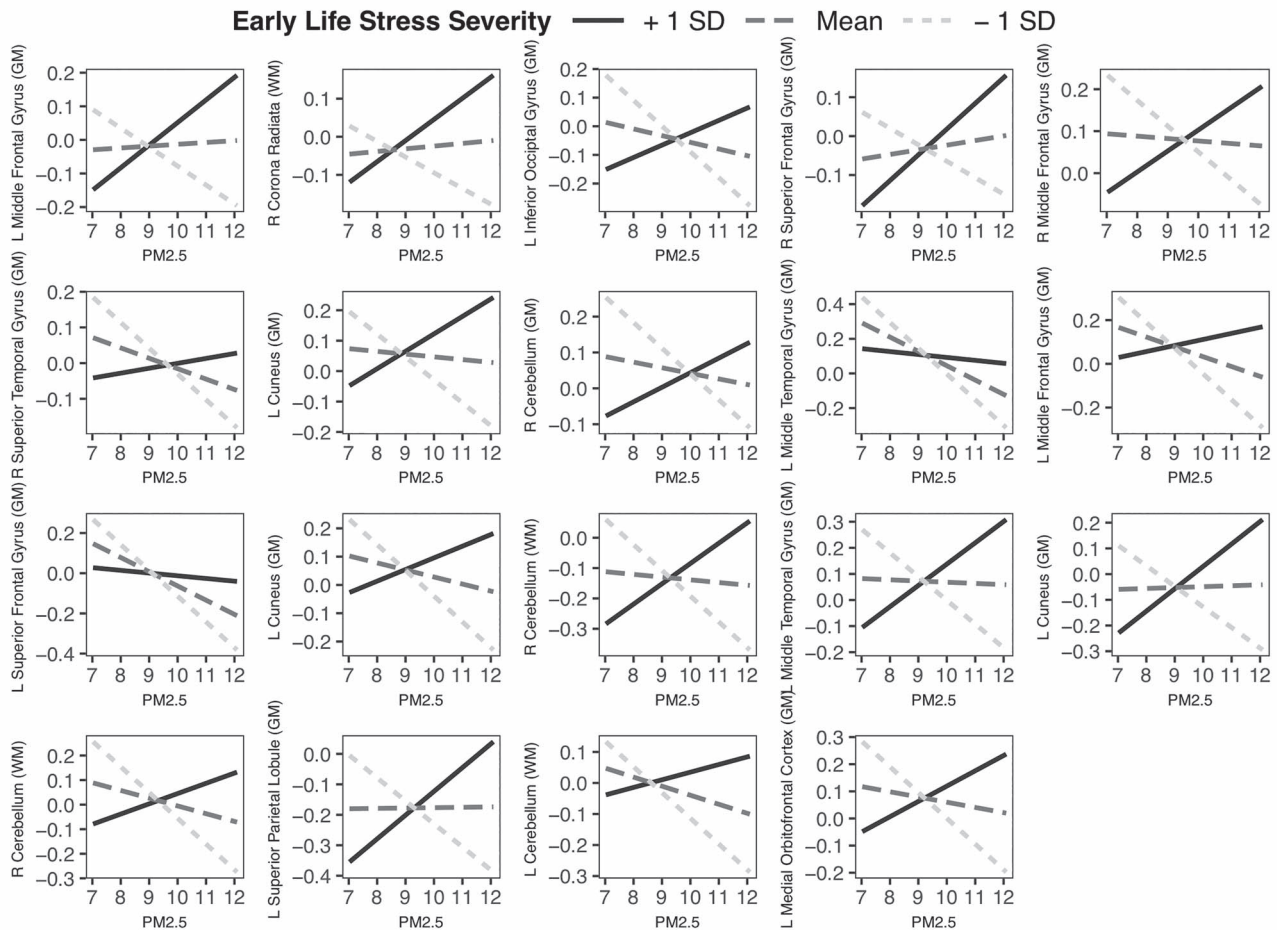 Early Life Stress Severity + 1 SD Mean − 1 SD
L Middle Frontal Gyrus (GM)
0.2
0.1
0.0
−0.1
−0.2
7 8 9 10 11 12
PM2.5
R Corona Radiata (WM)
0.1
0.0
−0.1
7 8 9 10 11 12
PM2.5
L Inferior Occiptal Gyrus (GM)
0.2
0.1
0.0
−0.1
−0.2
7 8 9 10 11 12
PM2.5
R Superior Frontal Gyrus (GM)
0.1
0.0
−0.1
7 8 9 10 11 12
PM2.5
R Middle Frontal Gyrus (GM)
0.2
0.1
0.0
7 8 9 10 11 12
PM2.5
R Superior Temporal Gyrus (GM)
0.2
0.1
0.0
−0.1
7 8 9 10 11 12
PM2.5
L Cuneus (GM)
0.2
0.1
0.0
−0.1
−0.2
7 8 9 10 11 12
PM2.5
R Cerebellum (GM)
0.2
0.1
0.0
−0.1
7 8 9 10 11 12
PM2.5
L Middle Temporal Gyrus (GM)
0.4
0.2
0.0
−0.2
7 8 9 10 11 12
PM2.5
L Middle Frontal Gyrus (GM)
0.2
0.0
−0.2
7 8 9 10 11 12
PM2.5
L Superior Frontal Gyrus (GM)
0.2
0.0
−0.2
−0.4
7 8 9 10 11 12
PM2.5
L Cuneus (GM)
0.2
0.1
0.0
−0.1
−0.2
7 8 9 10 11 12
PM2.5
R Cerebellum (WM)
0.0
−0.1
−0.2
−0.3
7 8 9 10 11 12
PM2.5
L Middle Temporal Gyrus (GM)
0.3
0.2
0.1
0.0
−0.1
−0.2
7 8 9 10 11 12
PM2.5
L Cuneus (GM)
0.2
0.1
0.0
−0.1
−0.2
−0.3
7 8 9 10 11 12
PM2.5
R Cerebellum (WM)
0.2
0.1
0.0
−0.1
−0.2
−0.3
7 8 9 10 11 12
PM2.5
L Superior Parietal Lobule (GM)
0.0
−0.1
−0.2
−0.3
−0.4
7 8 9 10 11 12
PM2.5
L Cerebellum (WM)
0.1
0.0
−0.1
−0.2
−0.3
7 8 9 10 11 12
PM2.5
L Medial Orbitofrontal Cortex (GM)
0.3
0.2
0.1
0.0
−0.1
−0.2
7 8 9 10 11 12
PM2.5